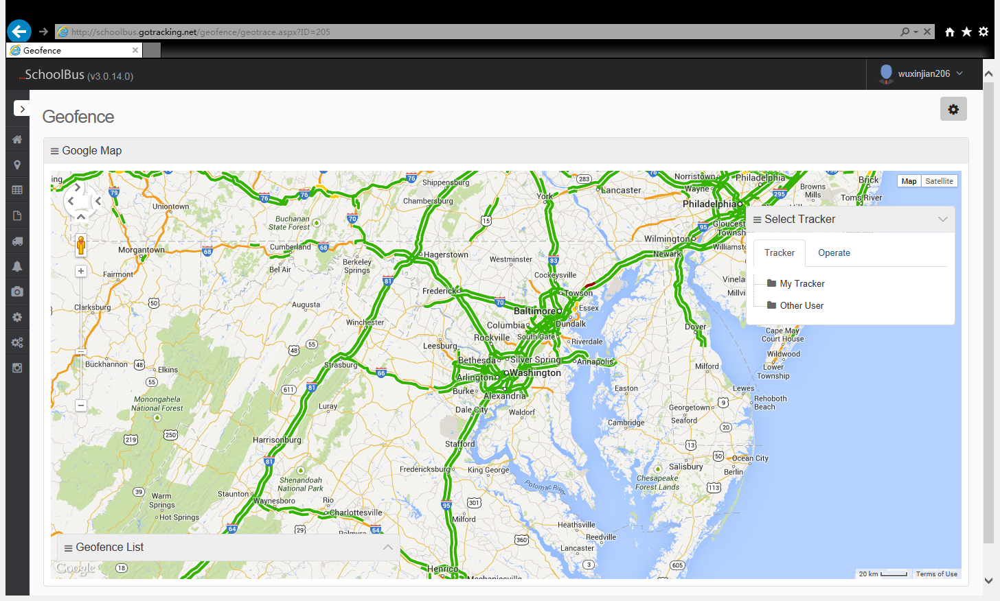 http://schoolbus.gotracking.net/geofence/geotrace.aspx?ID=205
Geofence
...SchoolBus (v3.0.14.0)
wuxinjian206
Geofence
Google Map
ing
Shippensburg
76
283
Lancaster
Norristown
Wayne
Philadelphia
76
Browns
Mills
Brick
Toms River
Map
Satellite
79
76
76
Chambersburg
York
Philadelphia
295
Uniontown
Buchanan
State Forest
70
15
95
Gloucest
Townsh
Select Tracker
Morgantown
68
Cumberland
68
Hagerstown
Wilmington
Newark
Williamst
Tracker
Operate
Fairmont
Bel Air
Berkeley
Springs
Westminster
83
Cockeysville
81
Vinela
Millvi
My Tracker
Other User
Clarksburg
50
Augusta
Frederick
70
Towson
Baltimore
Essex
Winchester
Columbia
Dundalk
Rockville
South Gate
Riverdale
Dover
Cape May
Court House
Leesburg
55
48
Buckhannon
48
Elkins
Strasburg
Bethesda
Silver Spring
Annapolis
Wildwood
Lower
Township
Milford
55
66
Arlington
Washington
611
81
Burke
Alexandria
Easton
Lewes
Rehoboth
Beach
Monongahela
National Forest
Luray
Dale City
Waldorf
Georgetown
9
Seaford
Cambridge
20
219
250
Harrisonburg
Stafford
13
50
Ocean City
81
Fredericksburg
King George
Salisbury
Berlin
Shenandoah
National Park
Chesapeake
Forest Lands
113
39
Warm
Springs
Staunton
Waynesboro
Rio
Potomac River
Hot Springs
Charlottesville
95
301
Milford
64
29
Palmyra
64
Heathsville
Reedville
360
Geofence List
Lancaster
Google
18
Henrico
3
605
Mechanicsville
20 km
Terms of Use